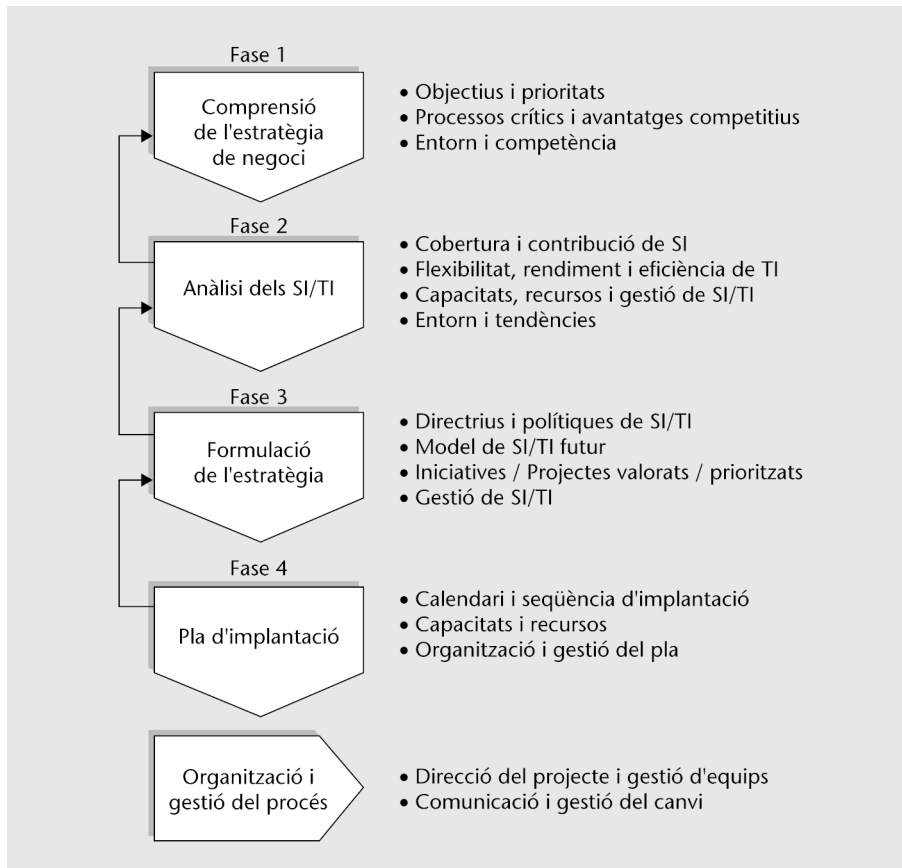 Fase 1
Comprensió
de l'estratègia
de negoci
• Objectius i prioritats
• Processos crítics i avantatges competitius
• Entorn i competència
Fase 2
Anàlisi dels SI/TI
• Cobertura i contribució de SI
• Flexibilitat, rendiment i eficiència de TI
• Capacitats, recursos i gestió de SI/TI
• Entorn i tendències
Fase 3
Formulació
de l'estratègia
• Directrius i polítiques de SI/TI
• Model de SI/TI futur
• Iniciatives / Projectes valorats / prioritzats
• Gestió de SI/TI
Fase 4
Pla d'implantació
• Calendari i seqüència d'implantació
• Capacitats i recursos
• Organització i gestió del pla
Organització i
gestió del procés
• Direcció del projecte i gestió d'equips
• Comunicació i gestió del canvi